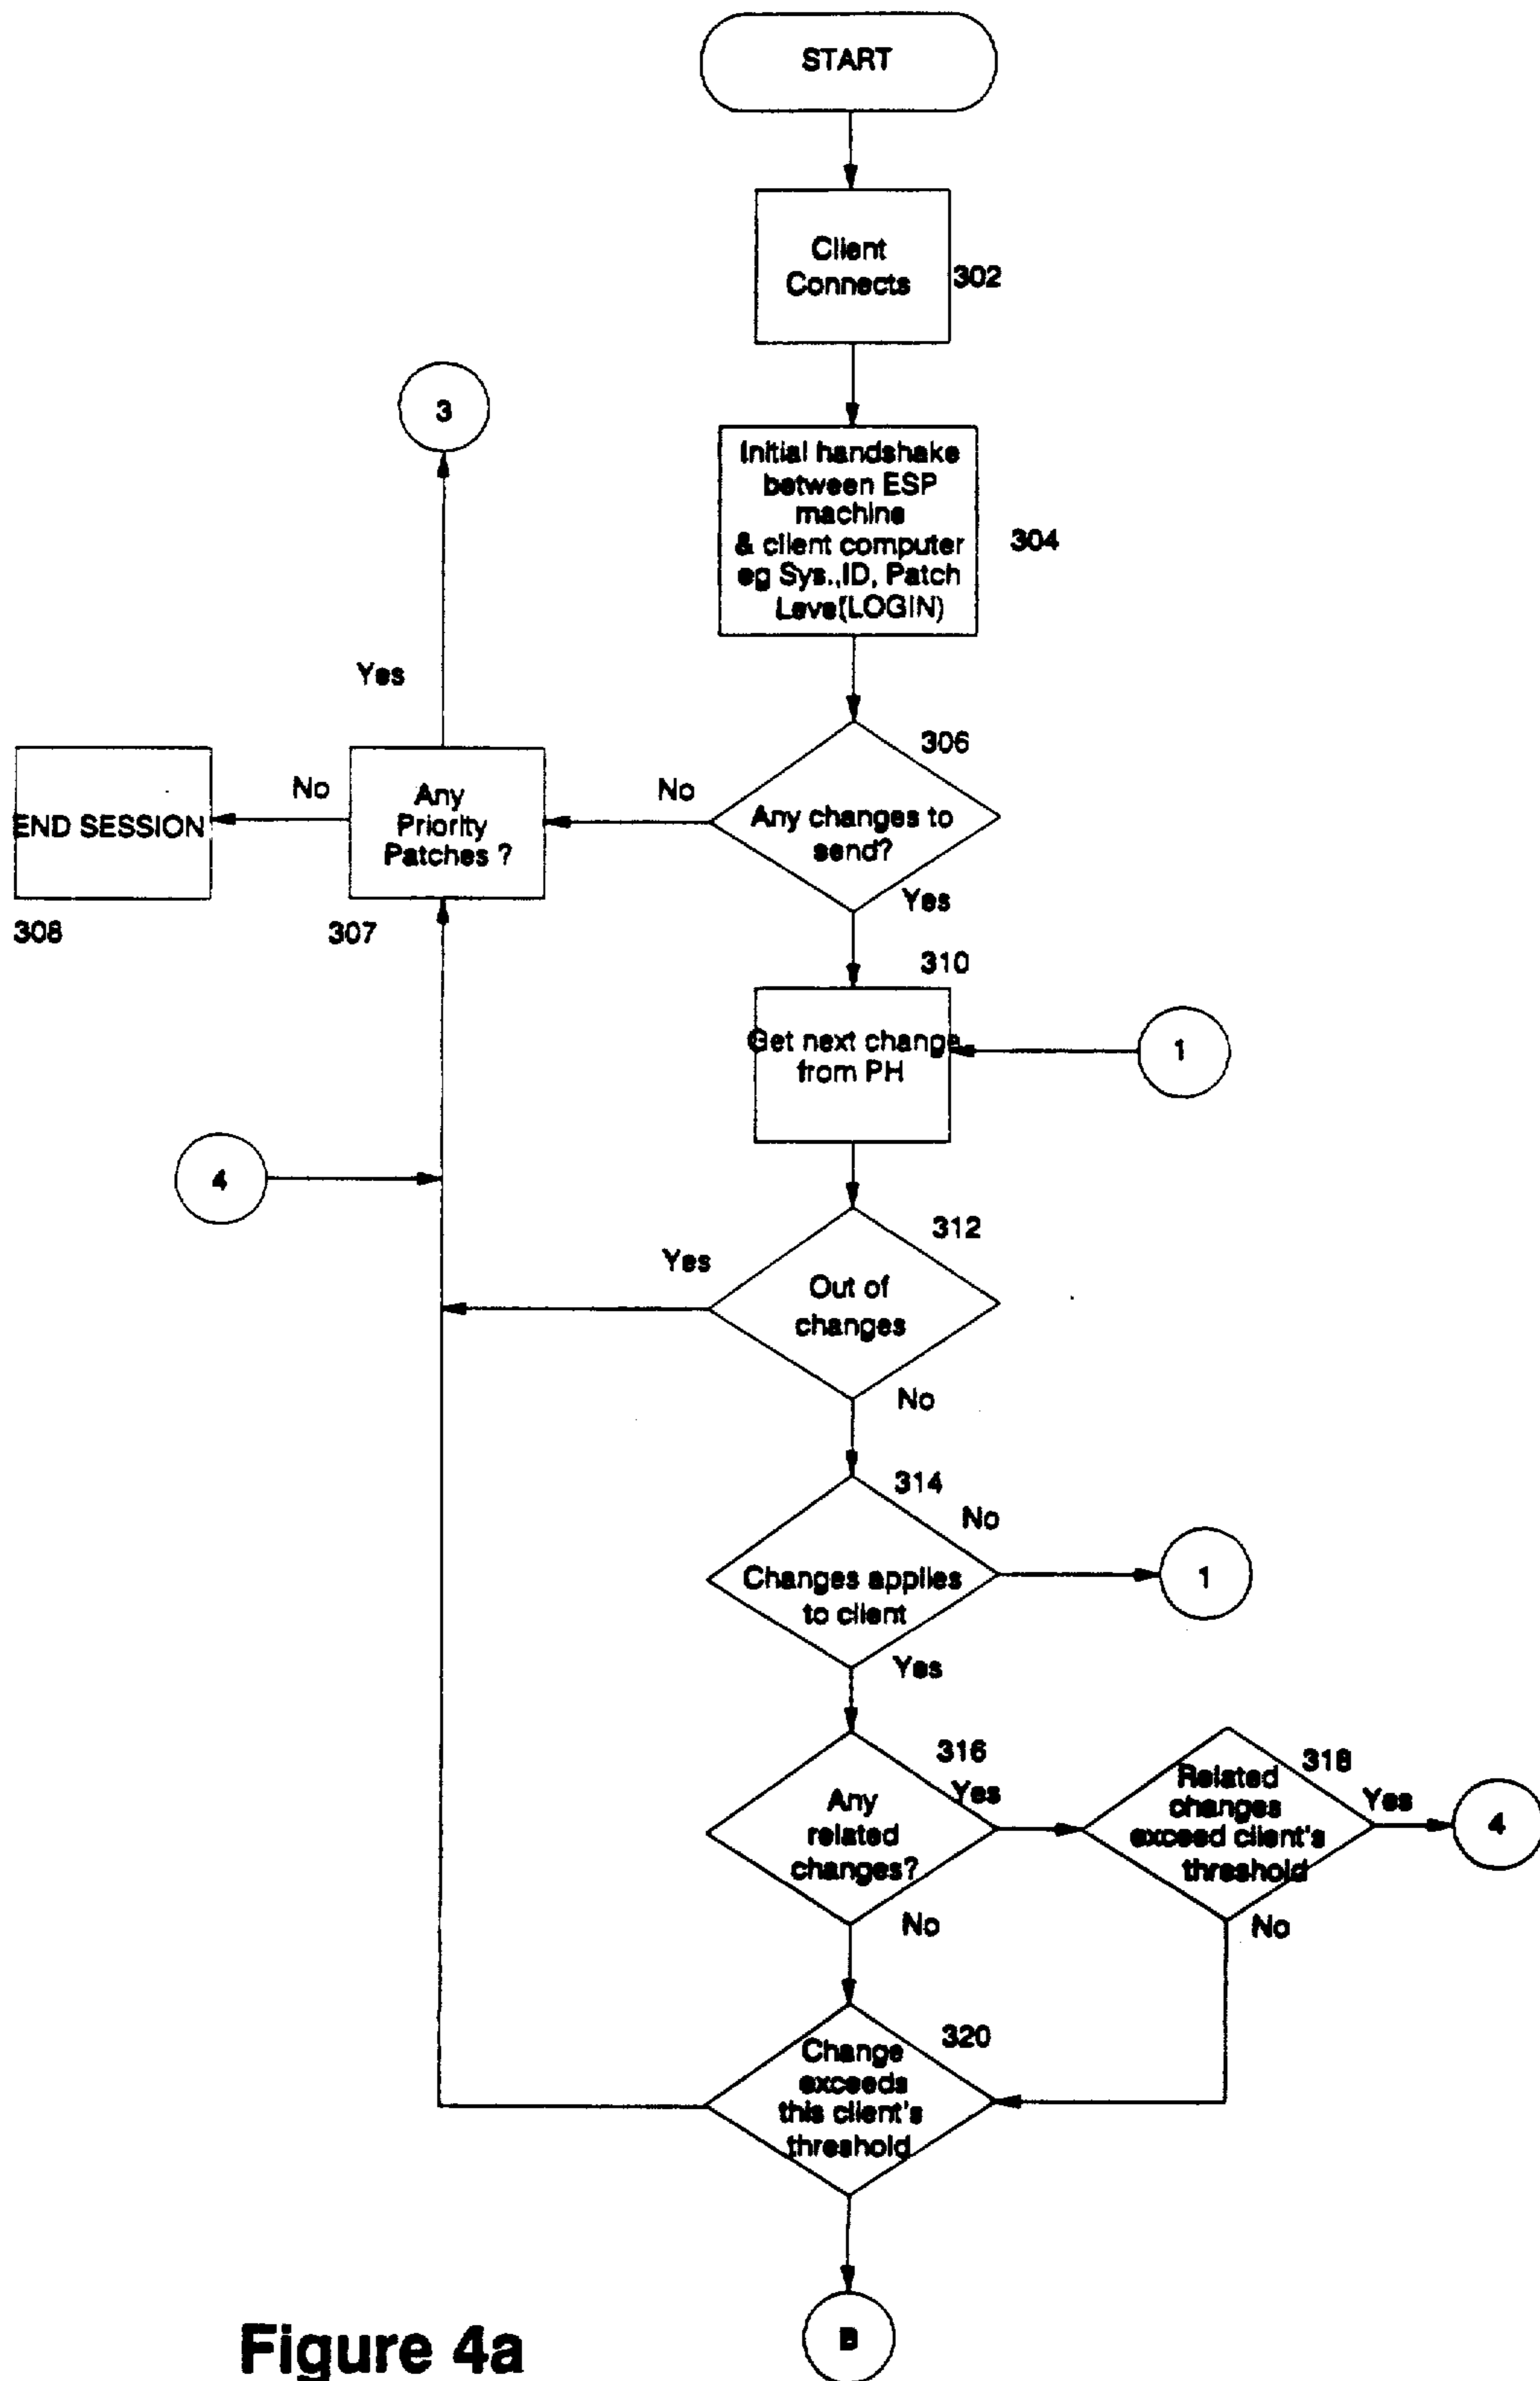 START
Client
Connects
302
3
Initial handshake
between ESP
machine
& client computer
eg Sys.,ID, Patch
Level(LOGIN)
304
Yes
306
END SESSION
No
Any
Priority
Patches ?
No
Any changes to
send?
Yes
308
307
310
Get next change
from PH
1
4
312
Yes
Out of
changes
No
314
No
Changes applies
to client
1
Yes
316
Yes
Any
related
changes?
318
Related
changes
exceed client's
threshold
Yes
4
No
No
320
Change
exceeds
this client's
threshold
B
Figure 4a